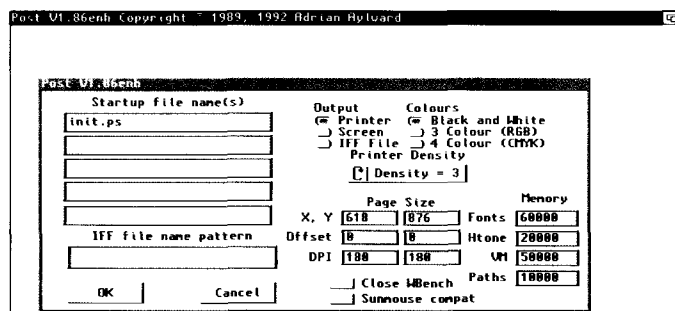 Post V1.86enh Copyright © 1989, 1992 Adrian Aylward
Post V1.86enh
Startup file name(s)
init.ps
IFF file name pattern
OK
Cancel
Output
Printer
Screen
IFF File
Colours
Black and White
3 Colour (RGB)
4 Colour (CMYK)
Printer Density
Density = 3
Page Size
X, Y 618 876
Offset 0 0
DPI 180 180
Close WBench
Sunmouse compat
Memory
Fonts 60000
Htone 20000
VM 50000
Paths 10000